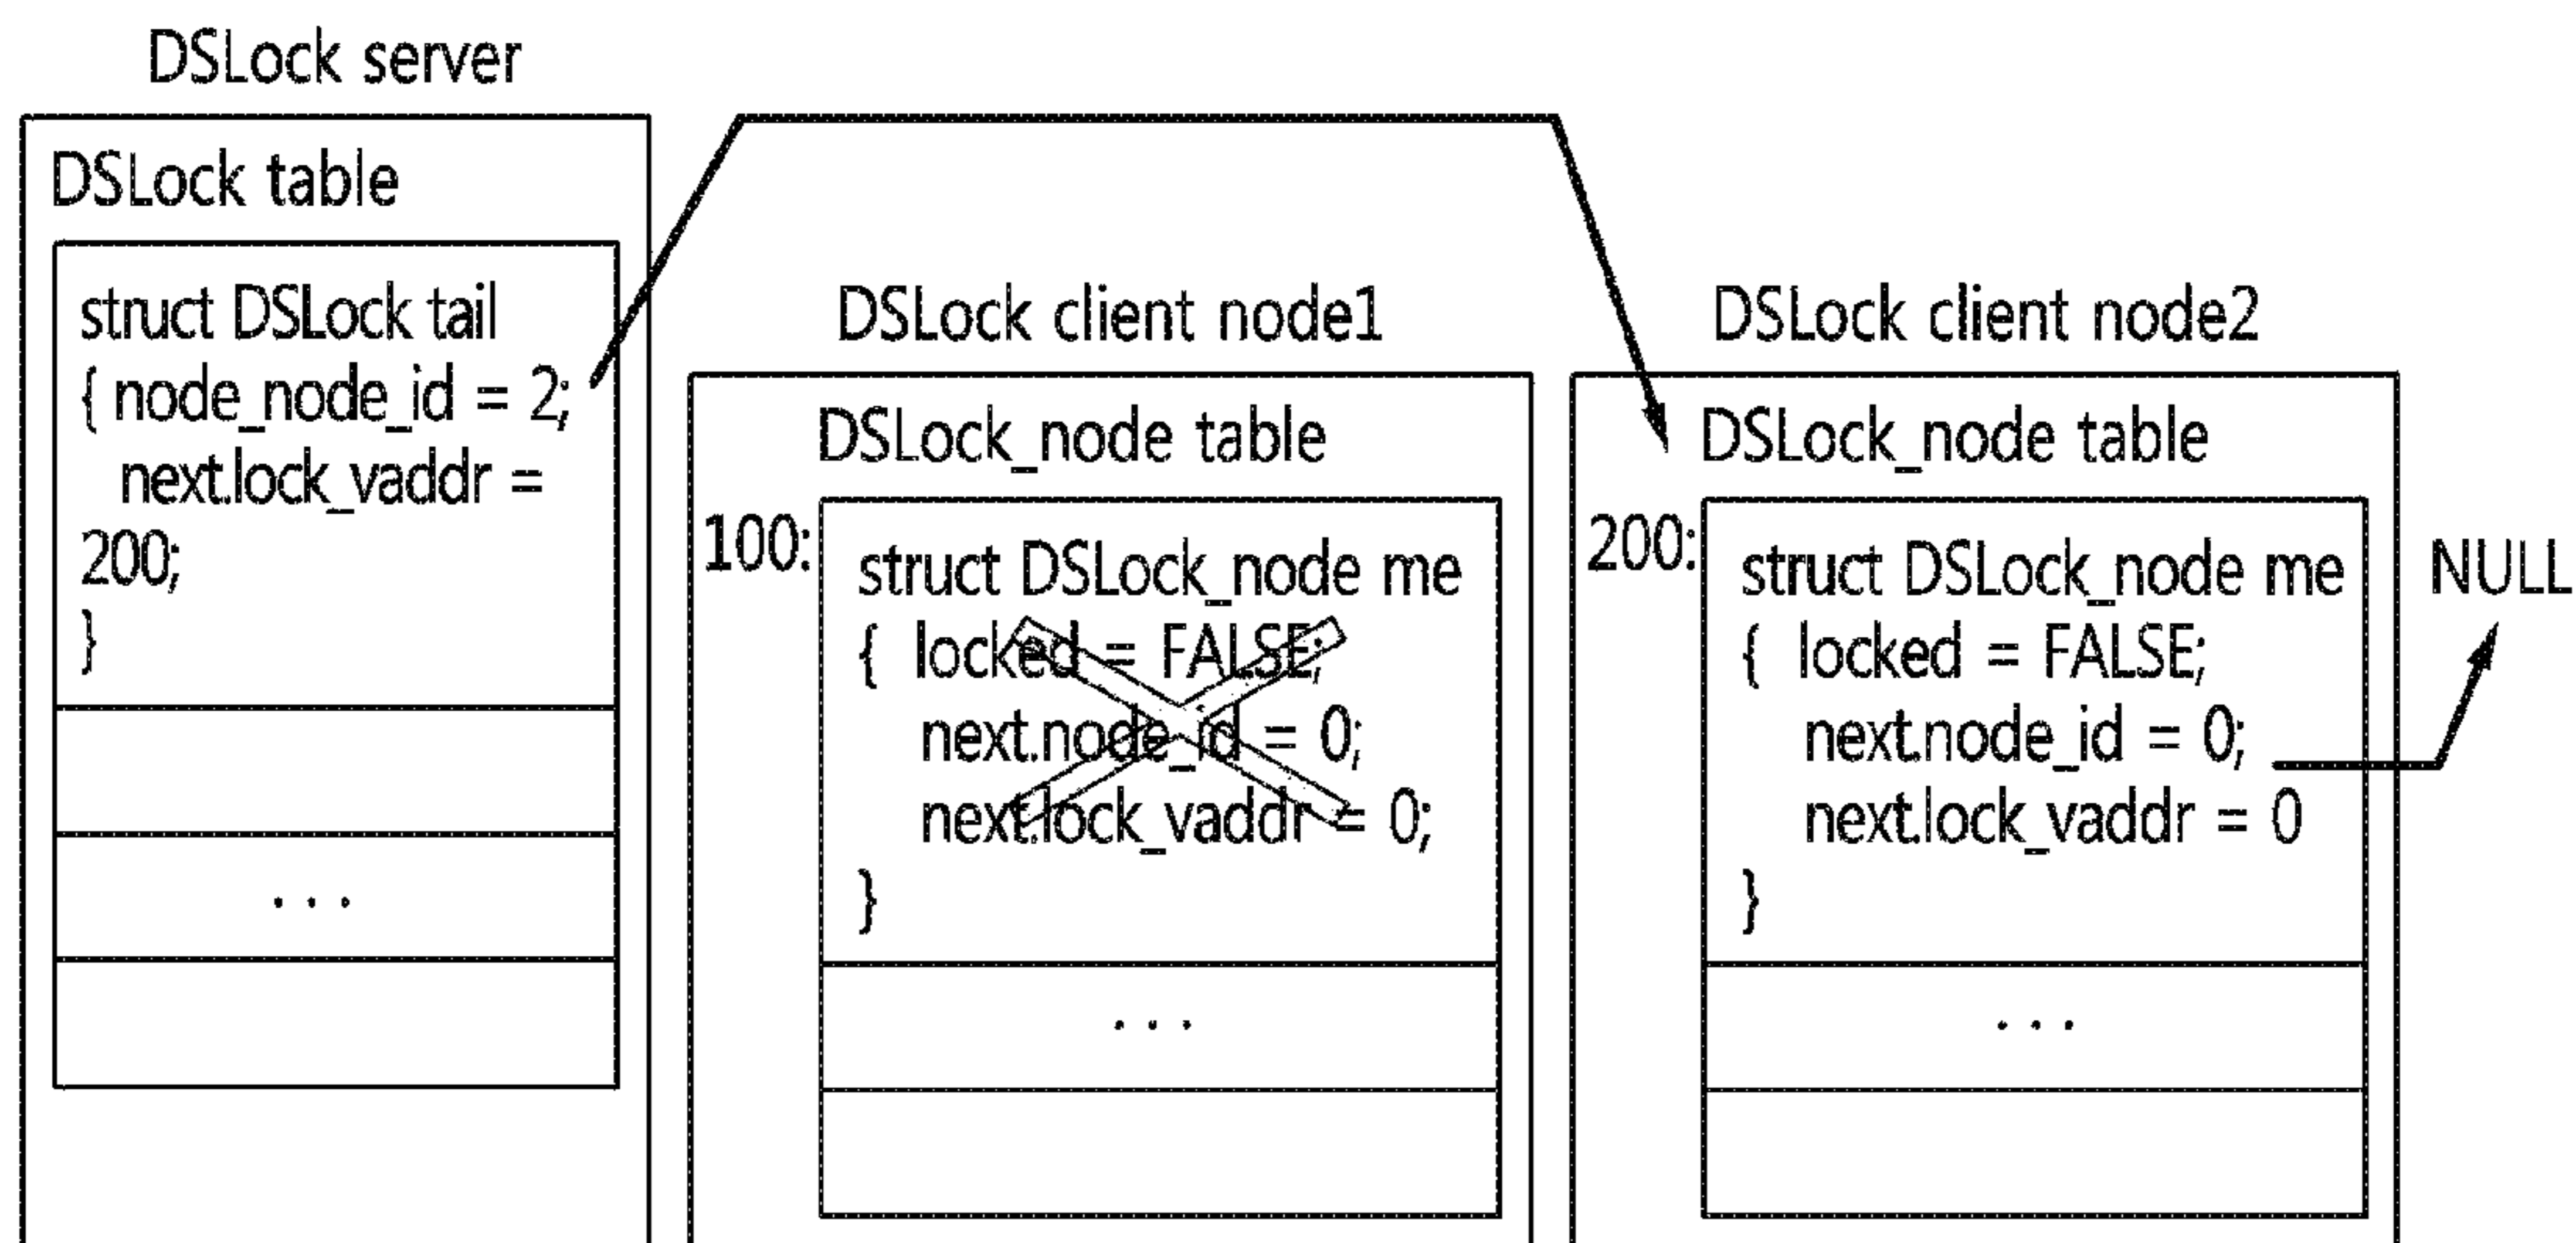 DSLock server
DSLock table
struct DSLock tail
{ node_node_id = 2;
next.lock_vaddr =
200;
}
...
DSLock client node1
DSLock_node table
100:
struct DSLock_node me
{ locked = FALSE;
next.node_id = 0;
next.lock_vaddr = 0;
}
...
DSLock client node2
DSLock_node table
200:
struct DSLock_node me
{ locked = FALSE;
next.node_id = 0;
next.lock_vaddr = 0
}
...
NULL